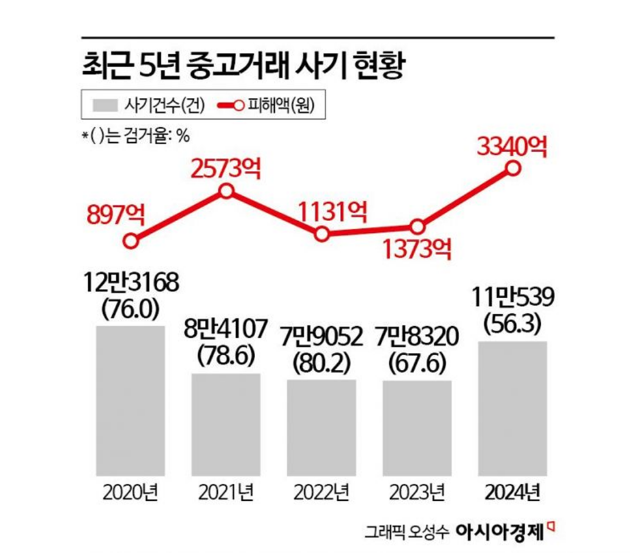 최근 5년 중고거래 사기 현황
사기건수(건) 피해액(원)
*( )는 검거율: %
897억 2573억 1131억 1373억 3340억
12만3168 8만4107 7만9052 7만8320 11만539
(76.0) (78.6) (80.2) (67.6) (56.3)
2020년 2021년 2022년 2023년 2024년
그래픽 오성수 아시아경제